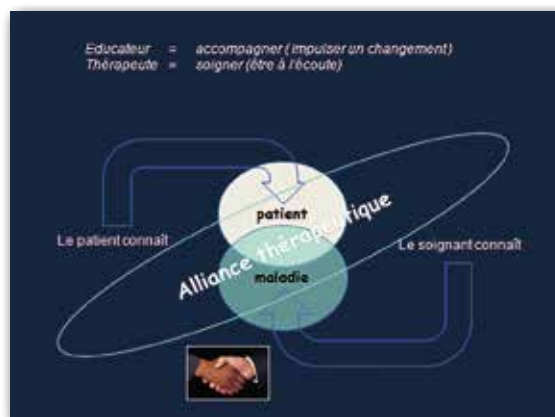 Educateur = accompagner (impulser un changement)
Thérapeute = soigner (être à l'écoute)
patient
Le patient connaît
Alliance thérapeutique
Le soignant connaît
maladie